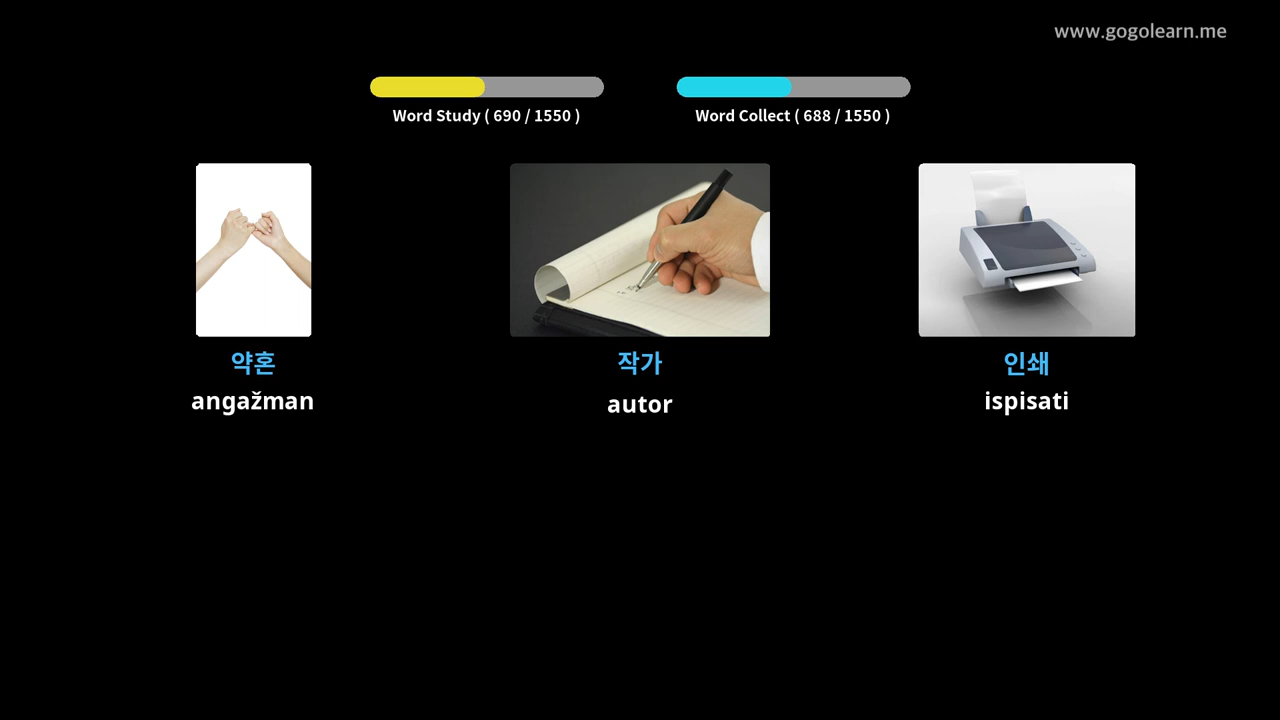 www.gogolearn.me
Word Study ( 690 / 1550 )
Word Collect ( 688 / 1550 )
약혼
작가
인쇄
angažman
autor
ispisati